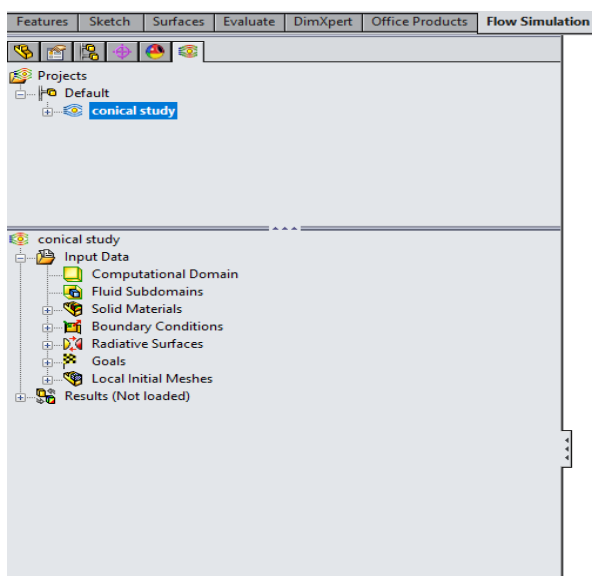 Features Sketch Surfaces Evaluate DimXpert Office Products Flow Simulation
Projects
Default
conical study
conical study
Input Data
Computational Domain
Fluid Subdomains
Solid Materials
Boundary Conditions
Radiative Surfaces
Goals
Local Initial Meshes
Results (Not loaded)